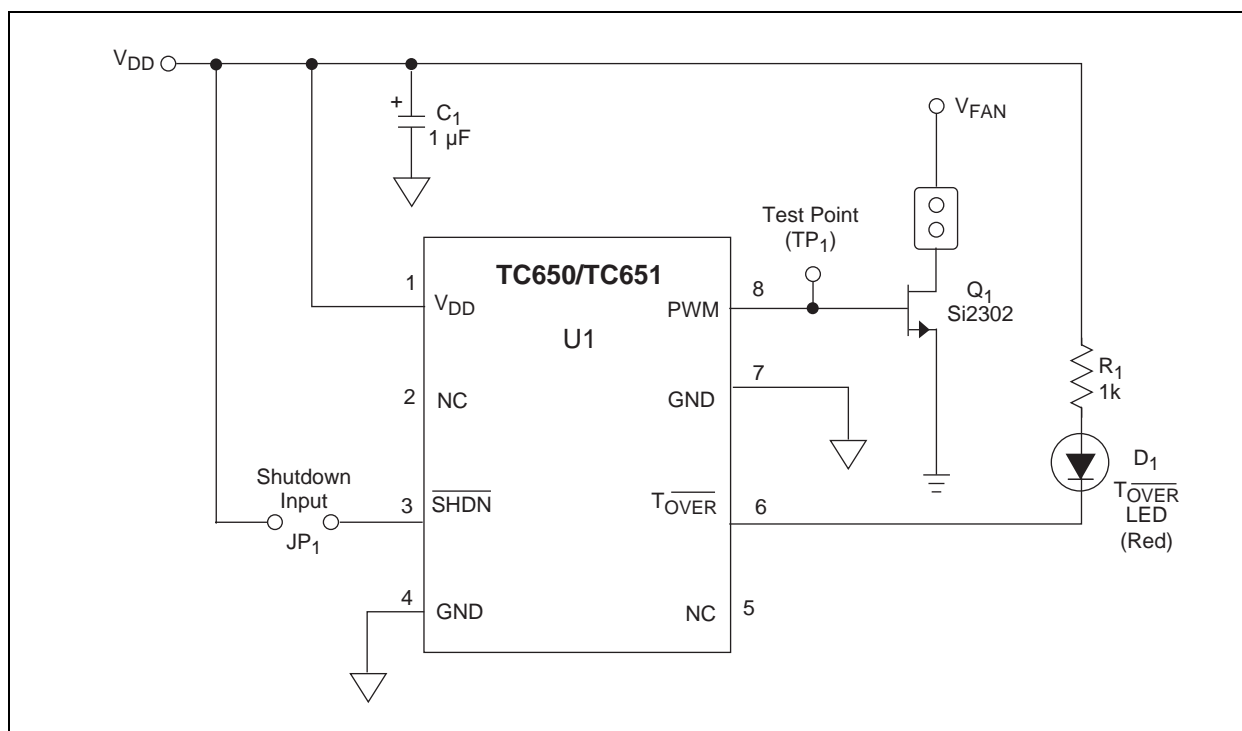 VDD
+
C1
1 µF
VFAN
Test Point
(TP1)
TC650/TC651
U1
1
VDD
PWM
8
Q1
Si2302
2
NC
GND
7
R1
1k
Shutdown
Input
JP1
3
SHDN
TOVER
6
D1
TOVER
LED
(Red)
4
GND
NC
5